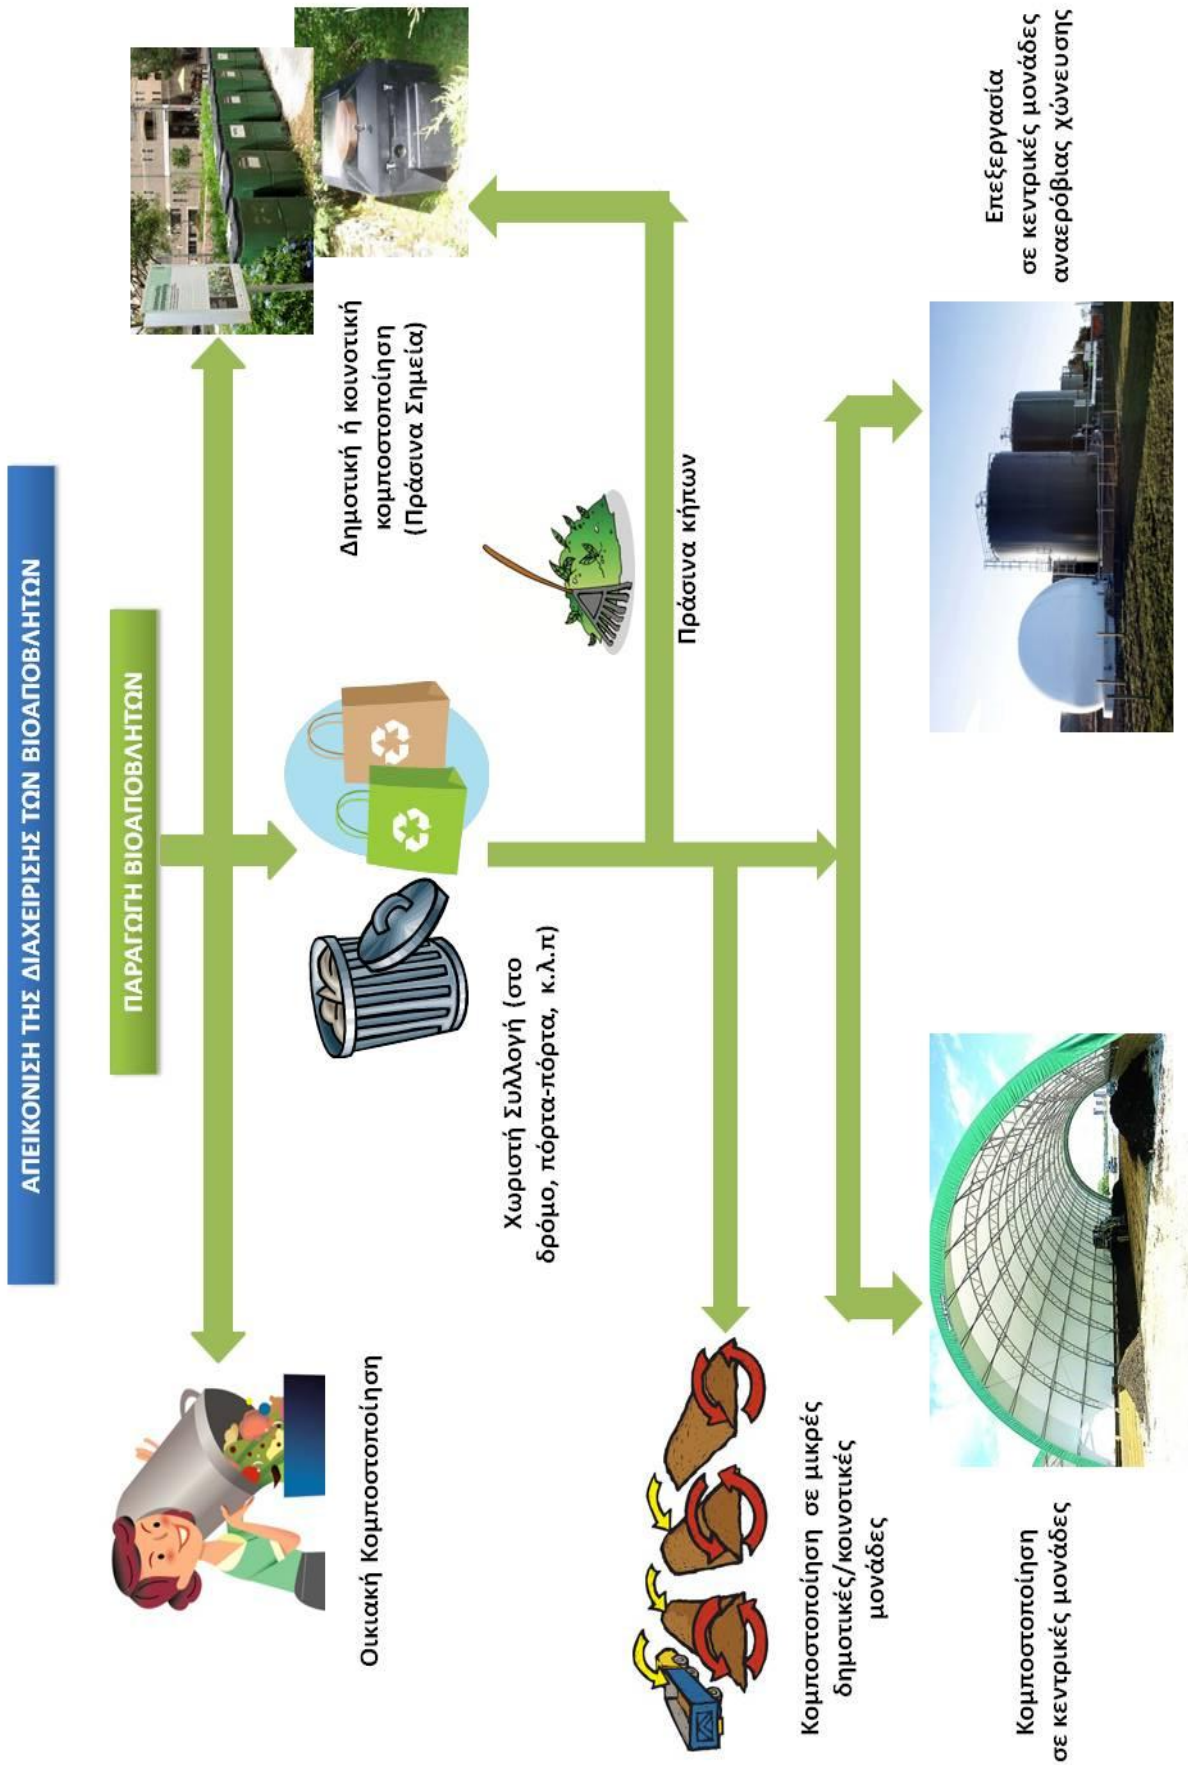 ΑΠΕΙΚΟΝΙΣΗ ΤΗΣ ΔΙΑΧΕΙΡΙΣΗΣ ΤΩΝ ΒΙΟΑΠΟΒΛΗΤΩΝ
ΠΑΡΑΓΩΓΗ ΒΙΟΑΠΟΒΛΗΤΩΝ
Οικιακή Κομποστοποίηση
Δημοτική ή κοινοτική
κομποστοποίηση
(Πράσινα Σημεία)
Χωριστή Συλλογή (στο
δρόμο, πόρτα-πόρτα, κ.λ.π)
Πράσινα κήπων
Κομποστοποίηση σε μικρές
δημοτικές/κοινοτικές
μονάδες
Κομποστοποίηση
σε κεντρικές μονάδες
Επεξεργασία
σε κεντρικές μονάδες
αναερόβιας χώνευσης